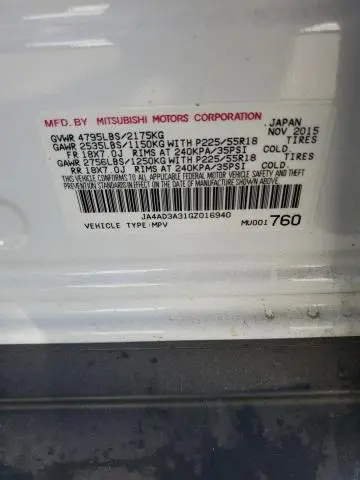 MFD.BY MITSUBISHI MOTORS CORPORATION JAPAN
GVWR 4795LBS/2175KG NOV 2015
GAWR 2535LBS/1150KG WITH P225/55R18 TIRES
FR 18X7.0J RIMS AT 240KPA/35PSI COLD.
GAWR 2756LBS/1250KG WITH P225/55R18 TIRES
RR 18X7.0J RIMS AT 240KPA/35PSI COLD.
THIS VEHICLE CONFORMS TO ALL APPLICABLE FEDERAL MOTOR
VEHICLE SAFETY AND THEFT PREVENTION STANDARDS IN
EFFECT ON THE DATE OF MANUFACTURE SHOWN ABOVE.
JA4AD3A31GZ016940
VEHICLE TYPE:MPV MU001 760